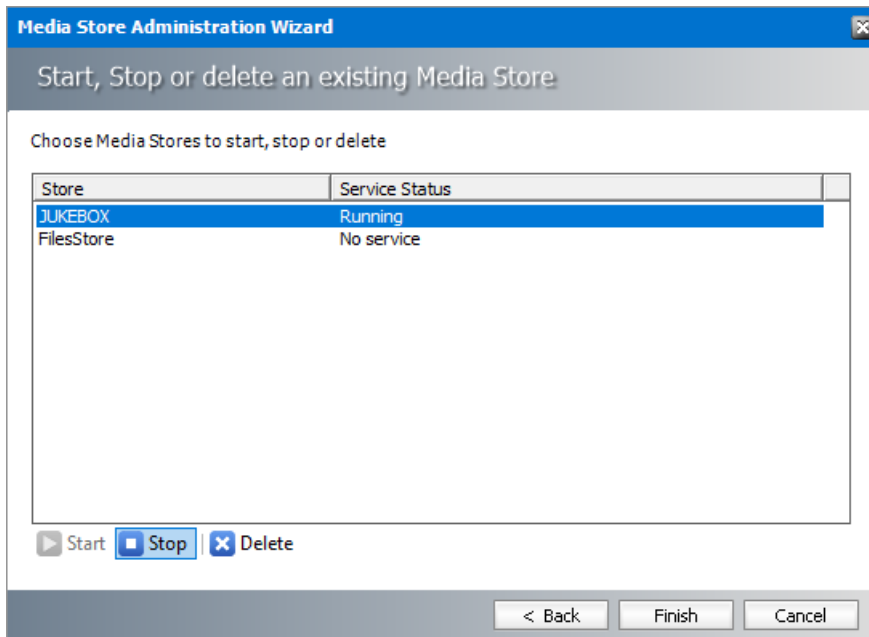 Media Store Administration Wizard
Start, Stop or delete an existing Media Store
Choose Media Stores to start, stop or delete
Store Service Status
JUKEBOX Running
FilesStore No service
Start Stop Delete
< Back Finish Cancel